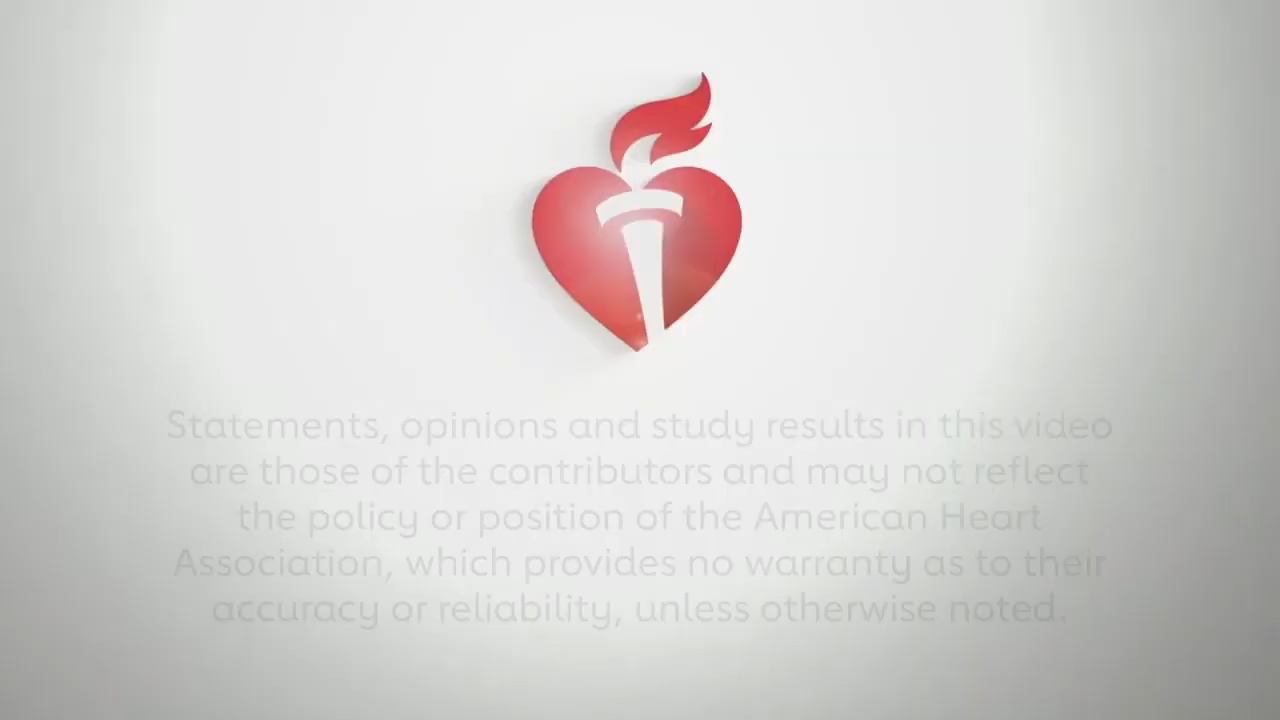 Statements, opinions and study results in this video
are those of the contributors and may not reflect
the policy or position of the American Heart
Association, which provides no warranty as to their
accuracy or reliability, unless otherwise noted.